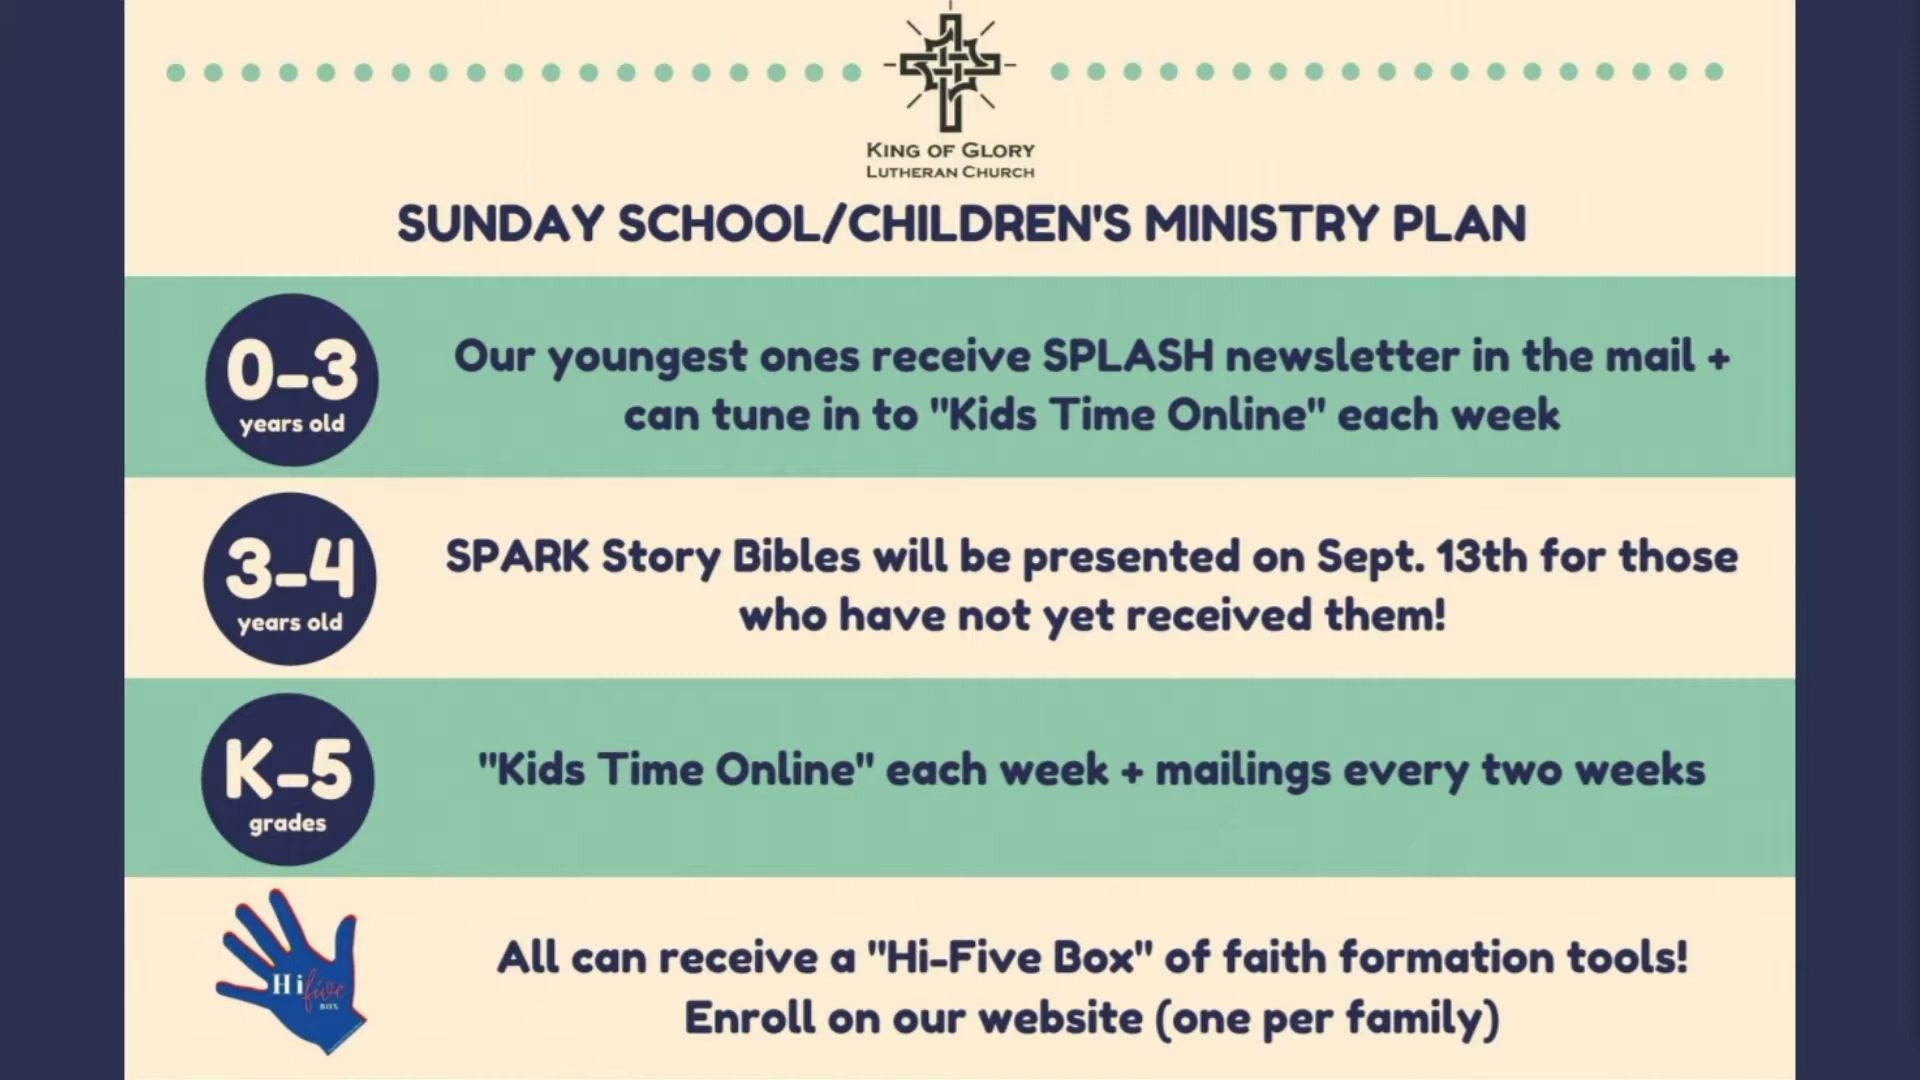 KING OF GLORY
LUTHERAN CHURCH
SUNDAY SCHOOL/CHILDREN'S MINISTRY PLAN
0-3
years old
Our youngest ones receive SPLASH newsletter in the mail +
can tune in to "Kids Time Online" each week
3-4
years old
SPARK Story Bibles will be presented on Sept. 13th for those
who have not yet received them!
K-5
grades
"Kids Time Online" each week + mailings every two weeks
Hi five
BOX
All can receive a "Hi-Five Box" of faith formation tools!
Enroll on our website (one per family)